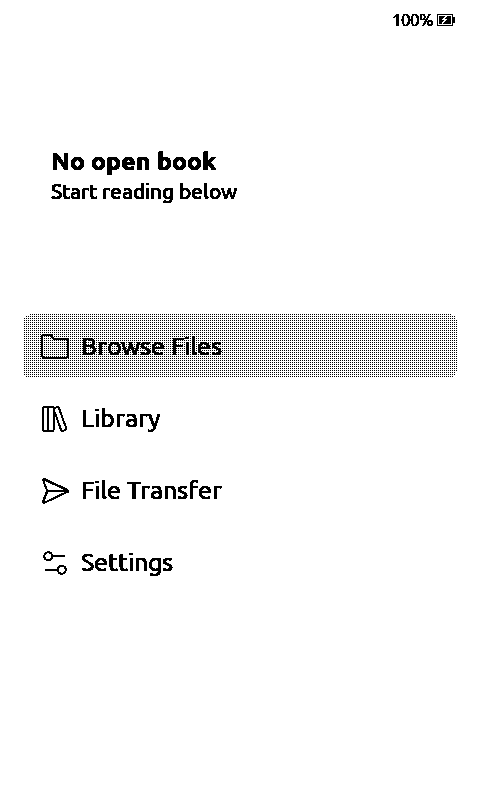 100%
No open book
Start reading below
Browse Files
Library
File Transfer
Settings